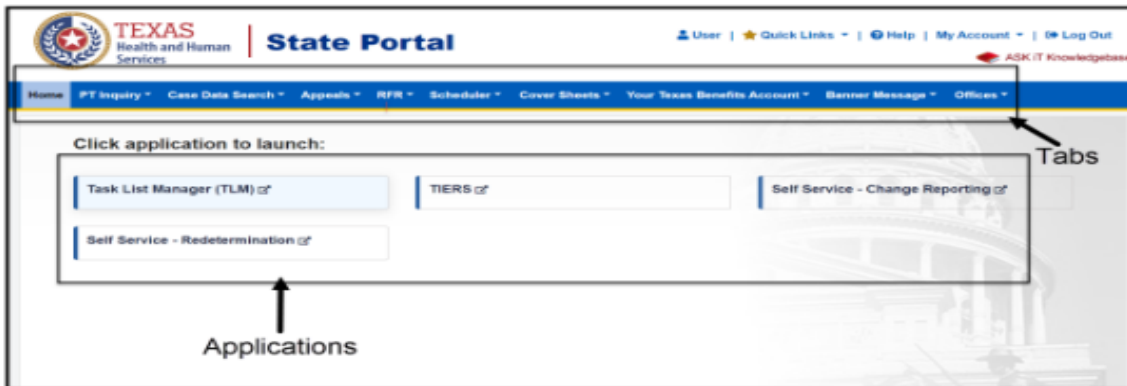 TEXAS
Health and Human
Services
State Portal
User | Quick Links | Help | My Account | Log Out
ASK iT Knowledgebase
Home PT Inquiry Case Data Search Appeals RFR Scheduler Cover Sheets Your Texas Benefits Account Banner Message Offices
Click application to launch:
Tabs
Task List Manager (TLM) TIERS Self Service - Change Reporting
Self Service - Redetermination
Applications